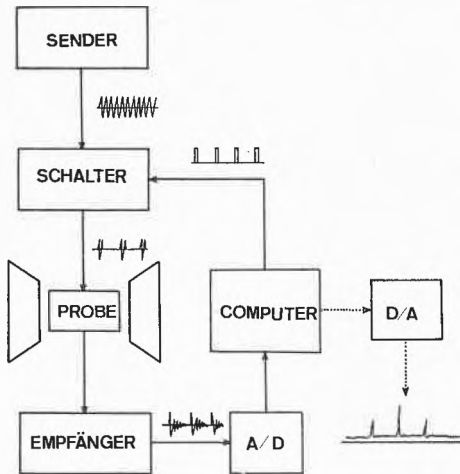 SENDER
SCHALTER
PROBE
COMPUTER
D/A
EMPFÄNGER
A/D